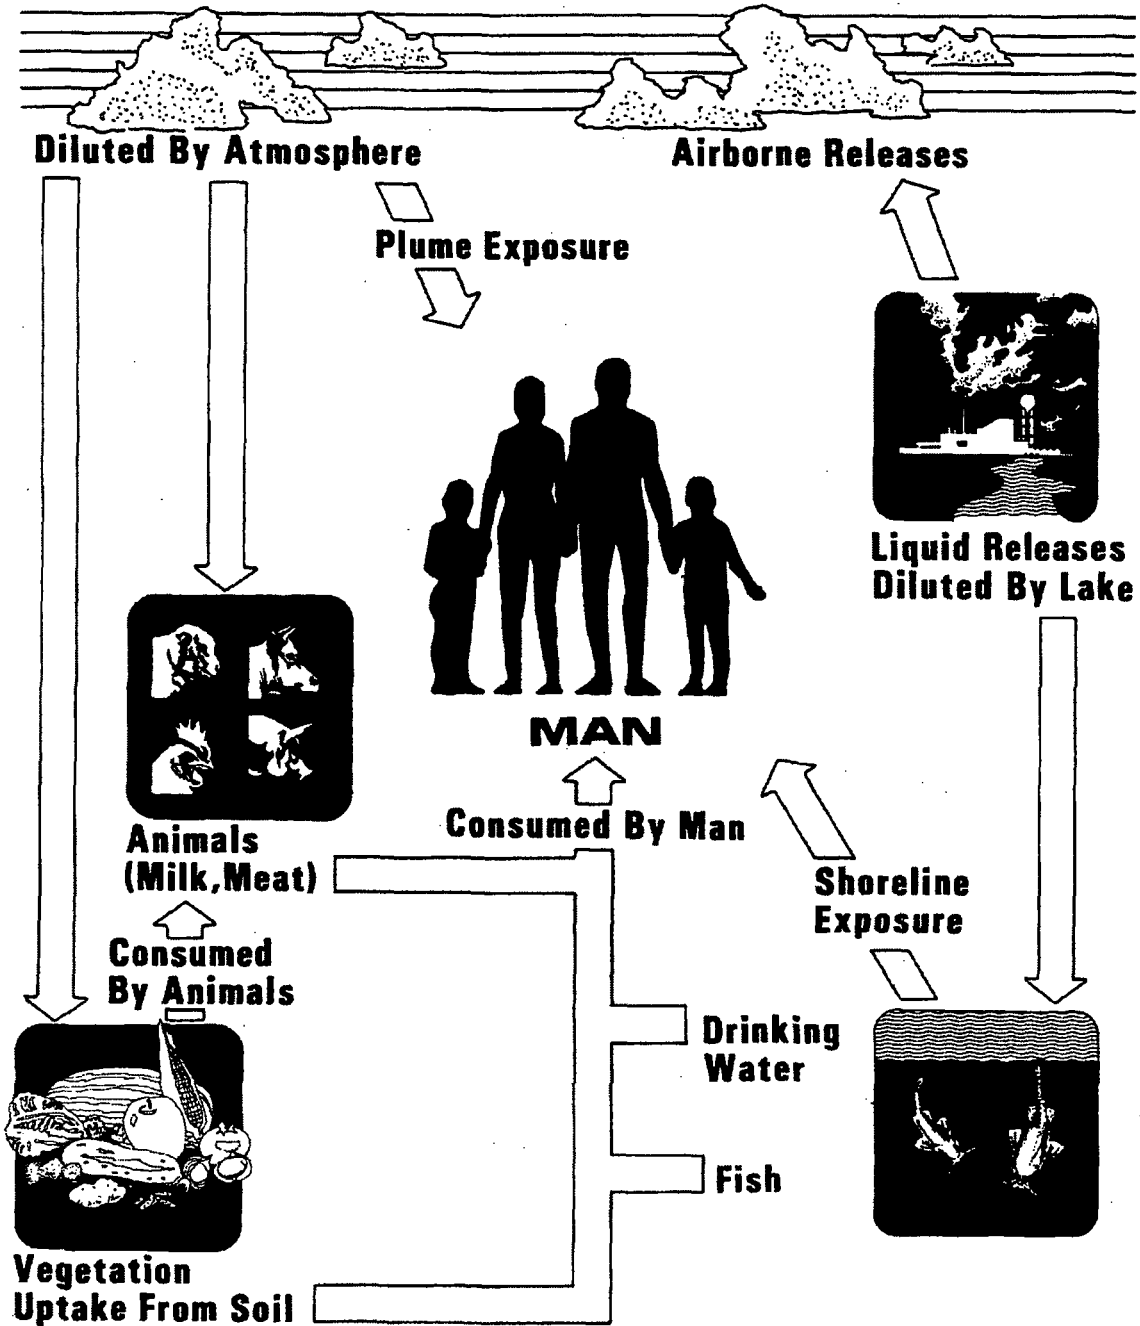 Diluted By Atmosphere
Airborne Releases
Plume Exposure
Liquid Releases
Diluted By Lake
MAN
Consumed By Man
Animals
(Milk, Meat)
Shoreline
Exposure
Consumed
By Animals
Drinking
Water
Fish
Vegetation
Uptake From Soil